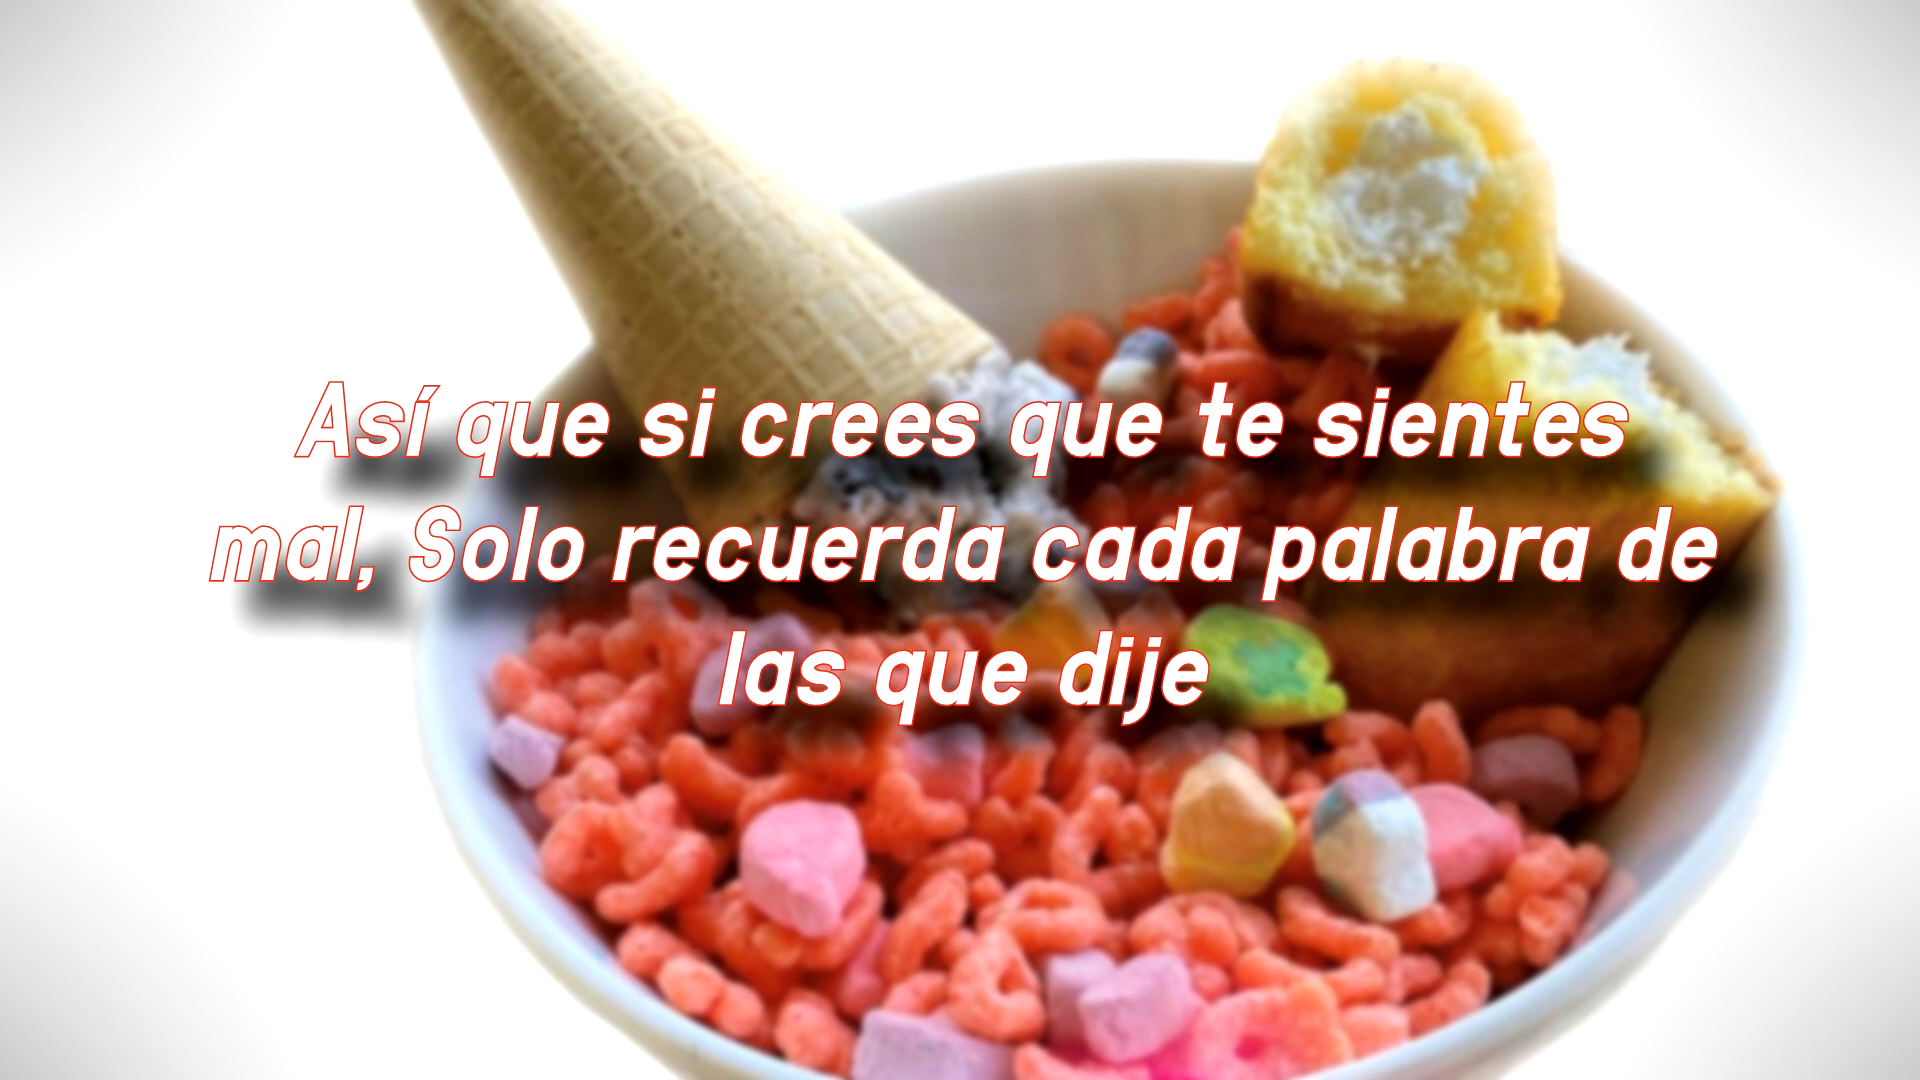 Así que si crees que te sientes
mal, Solo recuerda cada palabra de
las que dije